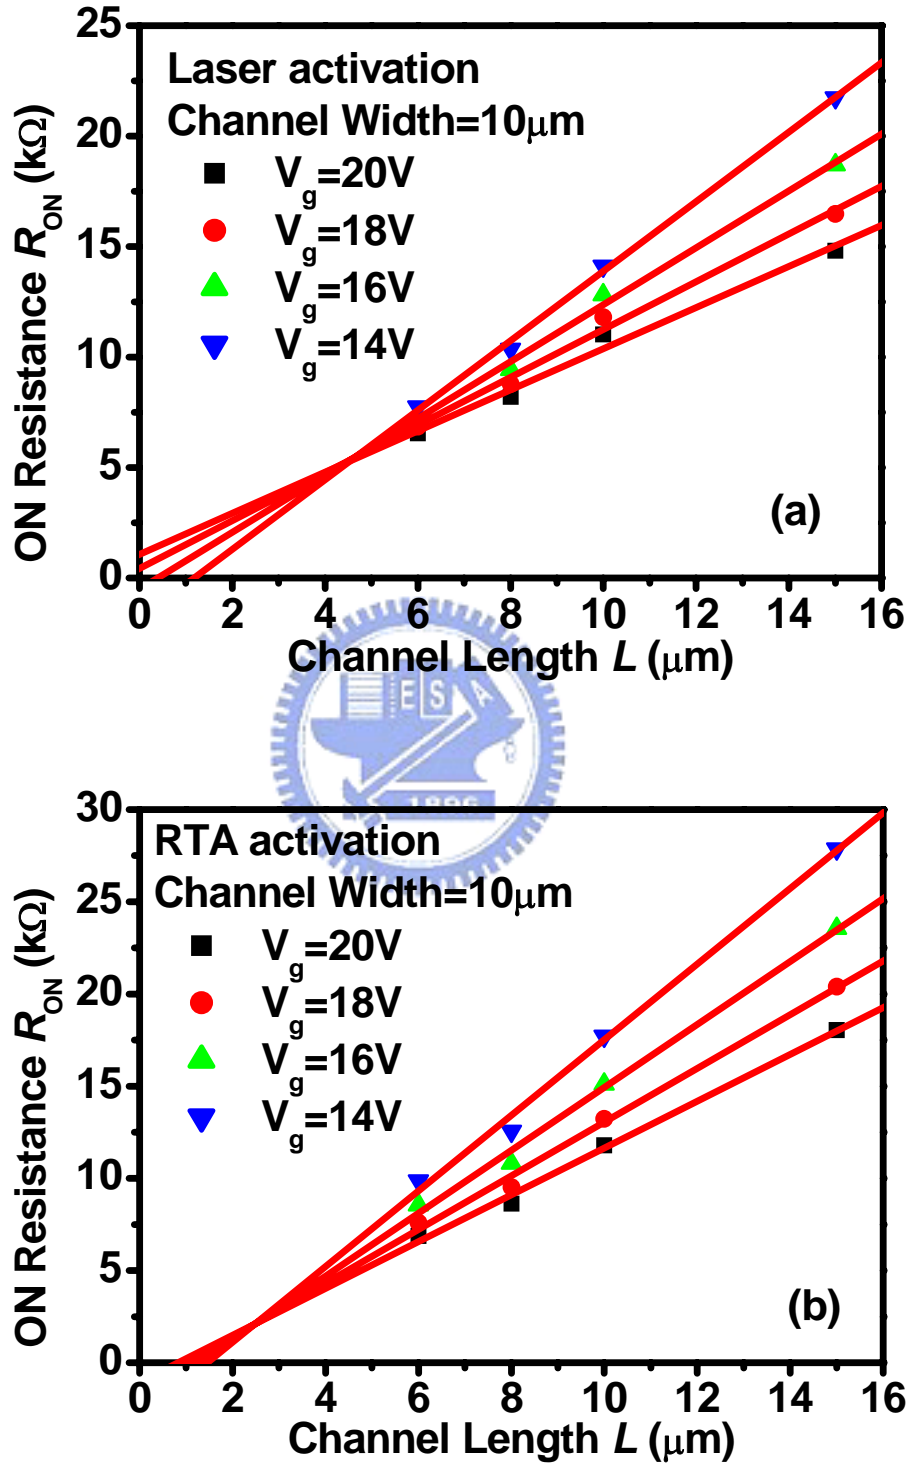 25
20
15
10
5
0
ON Resistance R_ON (kΩ)
Laser activation
Channel Width=10μm
V_g=20V
V_g=18V
V_g=16V
V_g=14V
(a)
0 2 4 6 8 10 12 14 16
Channel Length L (μm)
E S A
1896
30
25
20
15
10
5
0
ON Resistance R_ON (kΩ)
RTA activation
Channel Width=10μm
V_g=20V
V_g=18V
V_g=16V
V_g=14V
(b)
0 2 4 6 8 10 12 14 16
Channel Length L (μm)